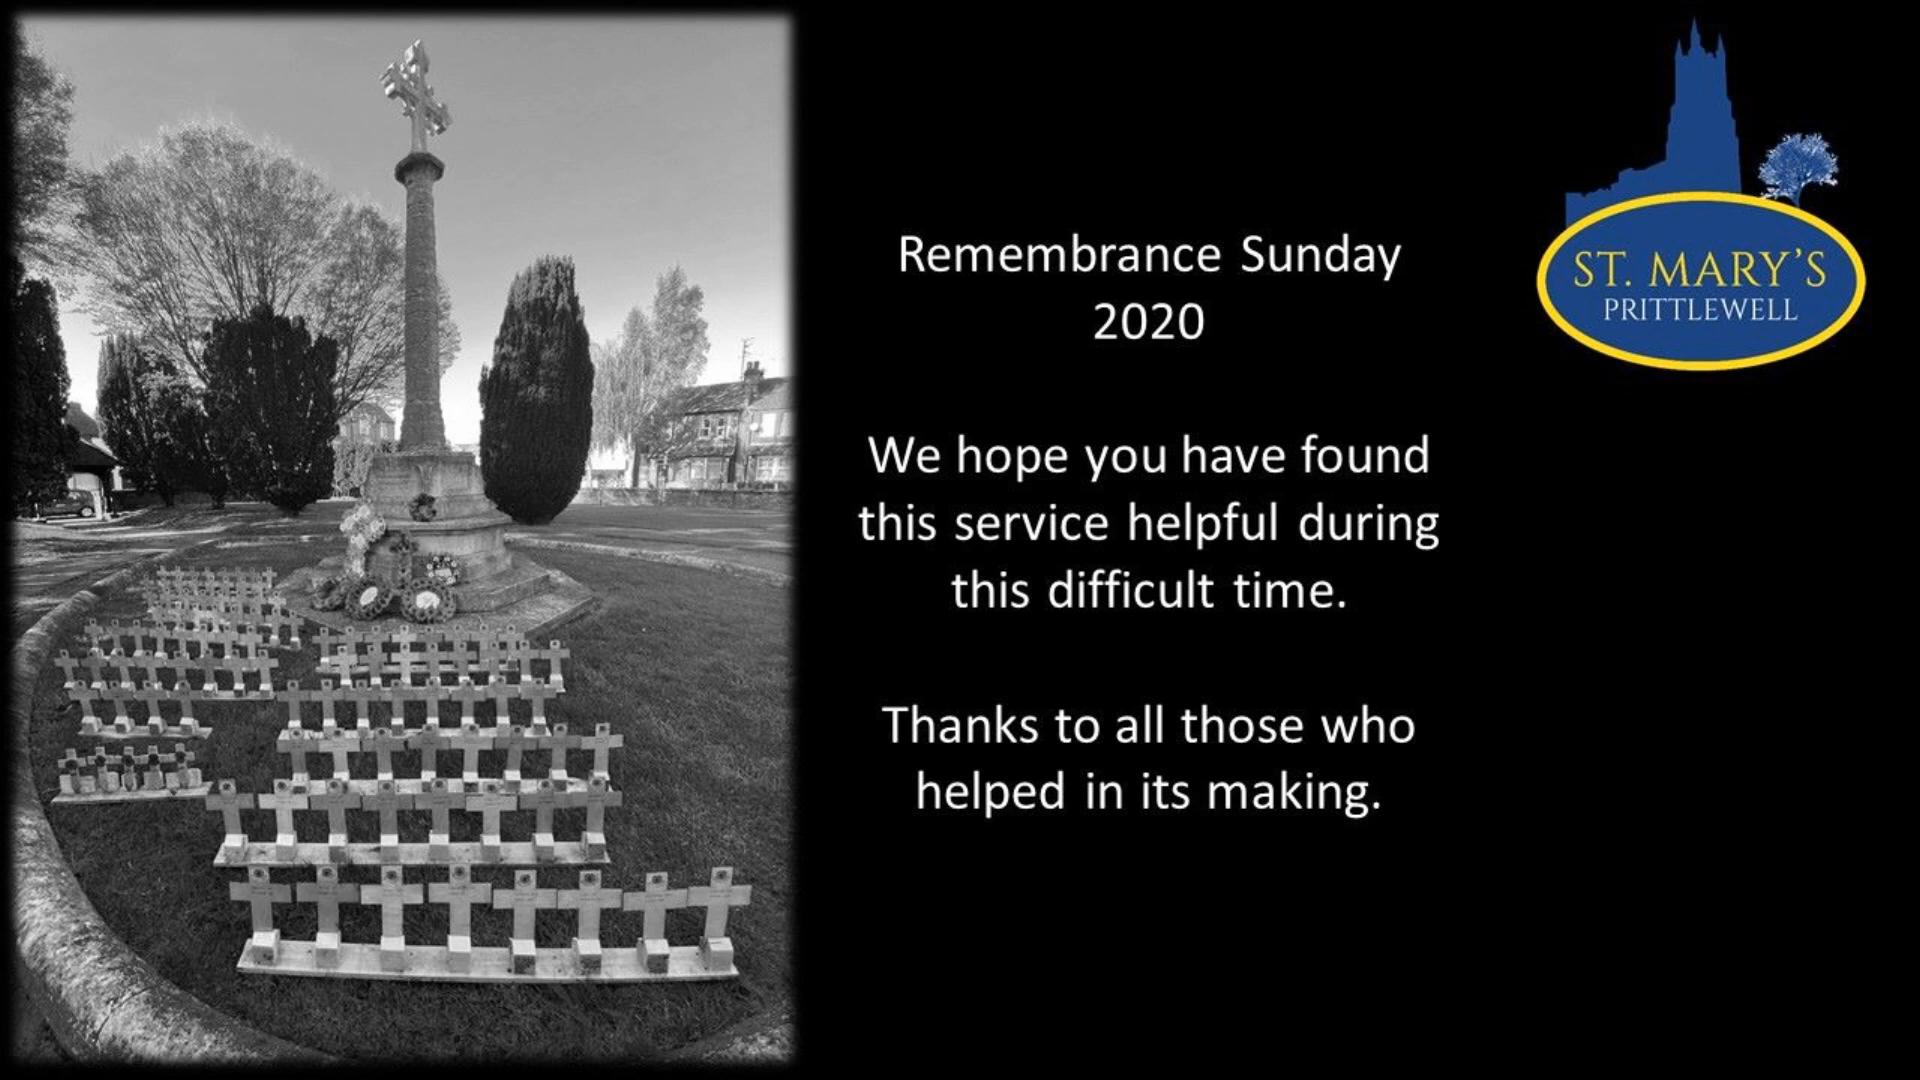 Remembrance Sunday
2020
We hope you have found
this service helpful during
this difficult time.
Thanks to all those who
helped in its making.
ST. MARY'S
PRITTLEWELL